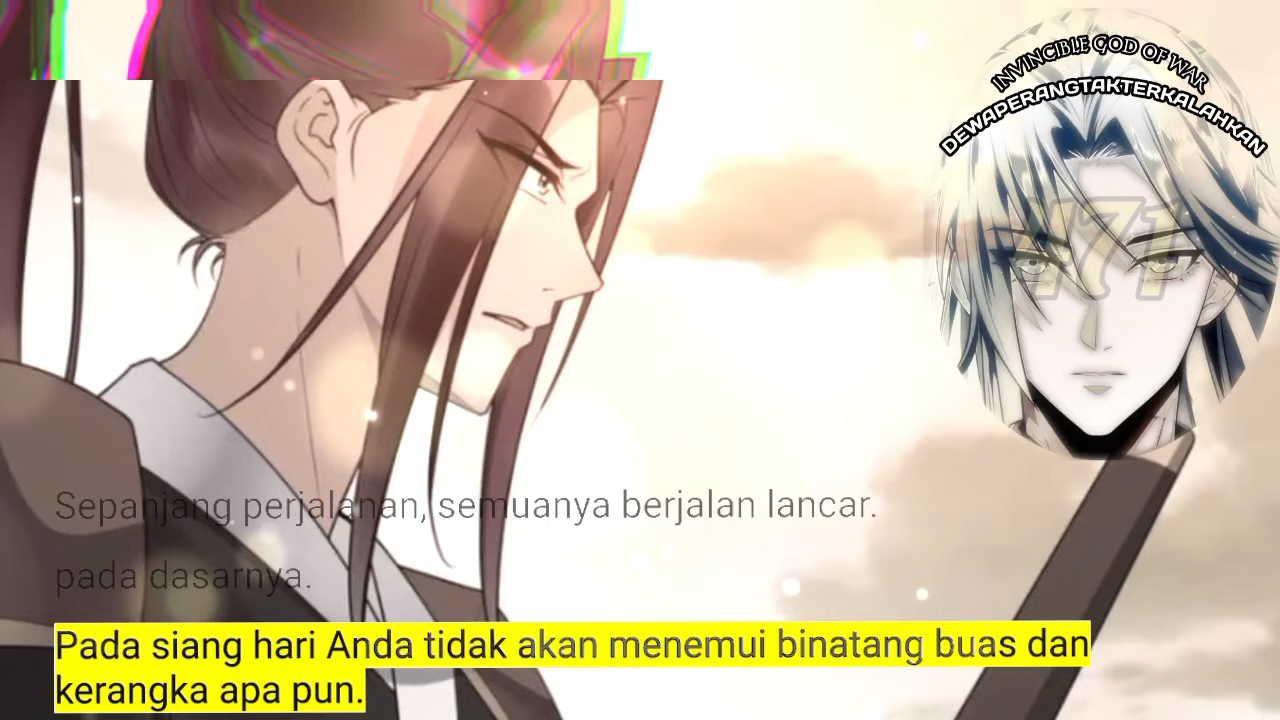 INVINCIBLE GOD OF WAR
DEWAPERANGTAKTERKALAHKAN
471
Sepanjang perjalanan, semuanya berjalan lancar.
pada dasarnya.
Pada siang hari Anda tidak akan menemui binatang buas dan
kerangka apa pun.